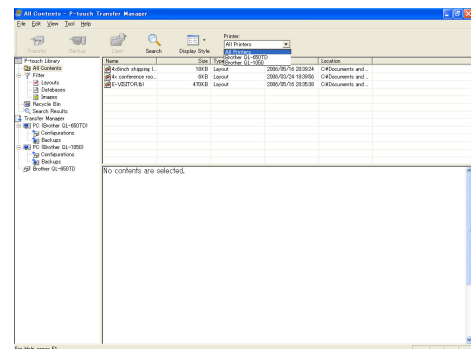 All Contents - P-touch Transfer Manager
File Edit View Tool Help
Transfer Backup Open Search Display Style
Printer:
All Printers
All Printers
Brother QL-650TD
Brother QL-1050
P-touch Library
All Contents
Filter
Layouts
Databases
Images
Recycle Bin
Search Results
Transfer Manager
PC (Brother QL-650TD)
Configurations
Backups
PC (Brother QL-1050)
Configurations
Backups
Brother QL-650TD
Name Size Type Location
4x6inch shipping l... 18KB Layout 2006/05/16 20:39:24 C:¥Documents and...
4x conference roo... 6KB Layout 2006/03/24 18:39:56 C:¥Documents and...
E-VISITOR.lbl 470KB Layout 2006/05/16 20:35:38 C:¥Documents and...
No contents are selected.
For Help, press F1